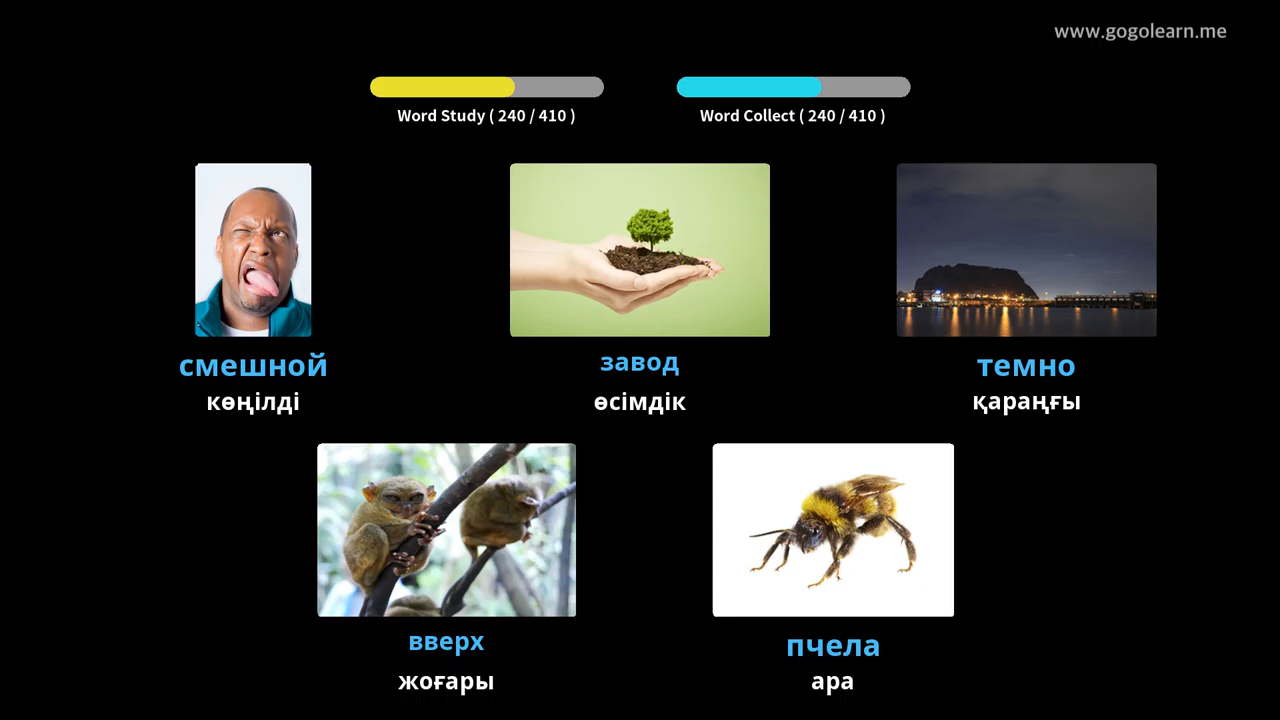 www.gogolearn.me
Word Study ( 240 / 410 )
Word Collect ( 240 / 410 )
смешной
көңілді
завод
өсімдік
темно
қараңғы
вверх
жоғары
пчела
ара